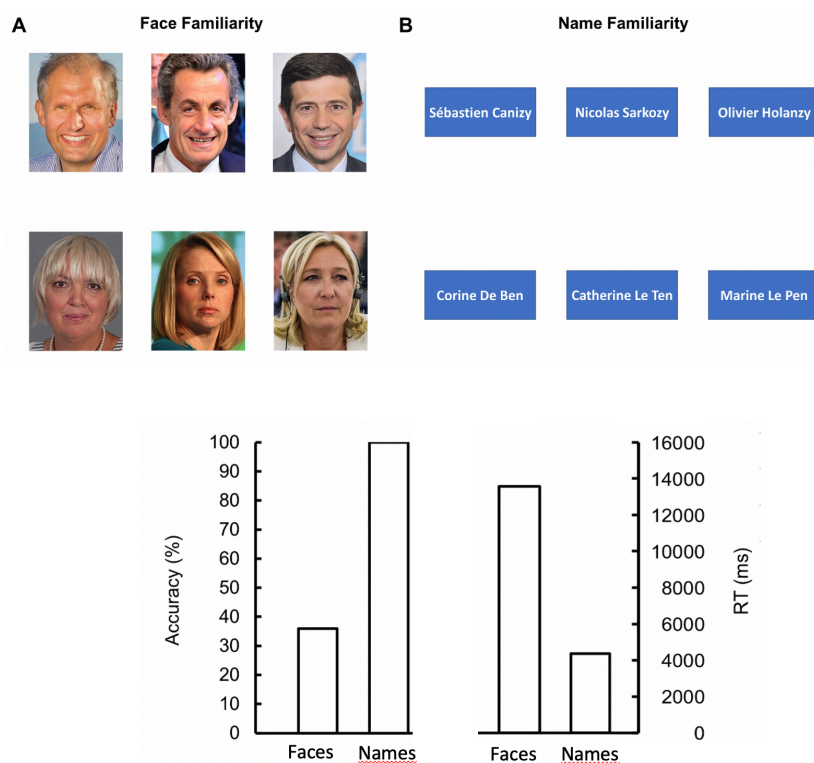 A Face Familiarity B Name Familiarity
Sébastien Canizy Nicolas Sarkozy Olivier Holanzy
Corine De Ben Catherine Le Ten Marine Le Pen
100 16000
90 14000
80 12000
70 10000
60 8000
50 6000
40 4000
30 2000
20 0
10
0
Accuracy (%) RT (ms)
Faces Names Faces Names